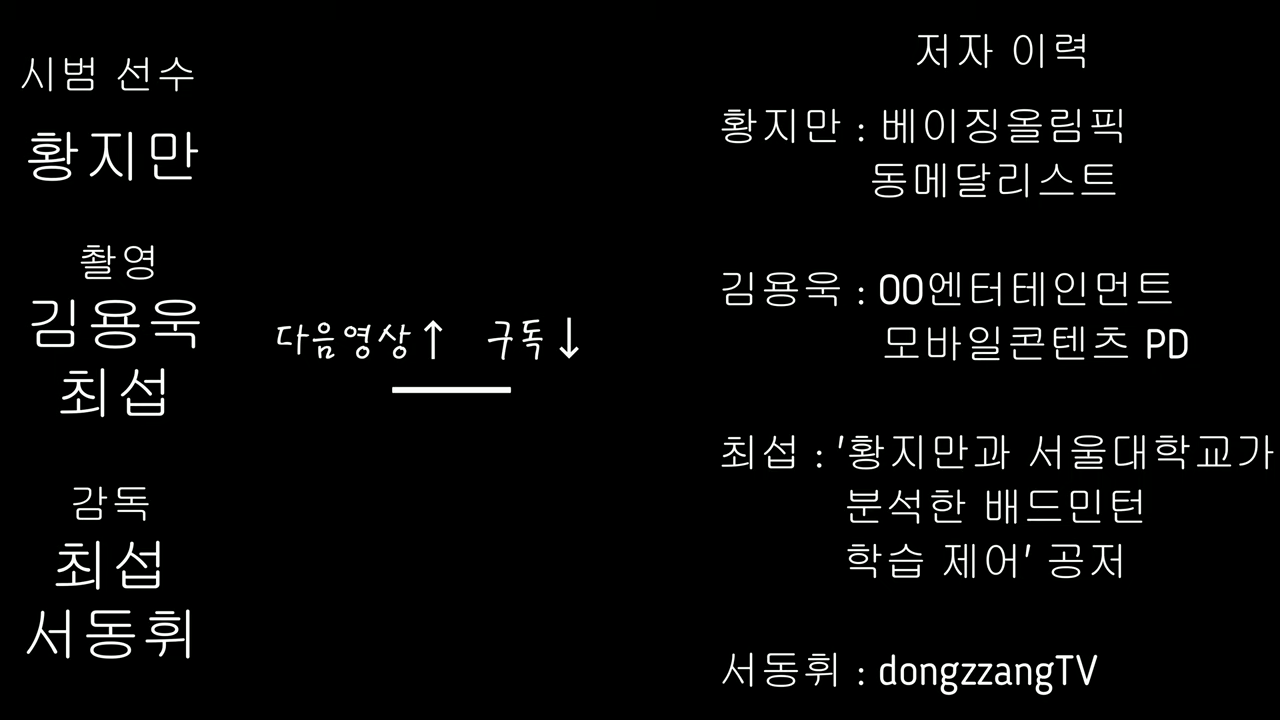 시범 선수
황지만
촬영
김용욱
최섭
감독
최섭
서동휘
다음영상↑ 구독↓
저자 이력
황지만 : 베이징올림픽
동메달리스트
김용욱 : OO엔터테인먼트
모바일콘텐츠 PD
최섭 : '황지만과 서울대학교가
분석한 배드민턴
학습 제어' 공저
서동휘 : dongzzangTV